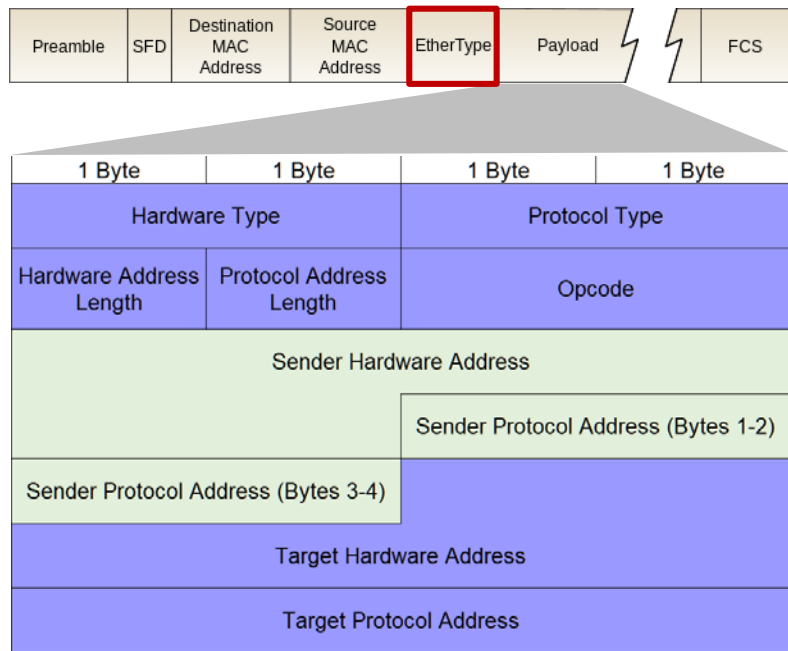 Preamble
SFD
Destination
MAC
Address
Source
MAC
Address
EtherType
Payload
FCS
1 Byte
1 Byte
1 Byte
1 Byte
Hardware Type
Protocol Type
Hardware Address
Length
Protocol Address
Length
Opcode
Sender Hardware Address
Sender Protocol Address (Bytes 1-2)
Sender Protocol Address (Bytes 3-4)
Target Hardware Address
Target Protocol Address